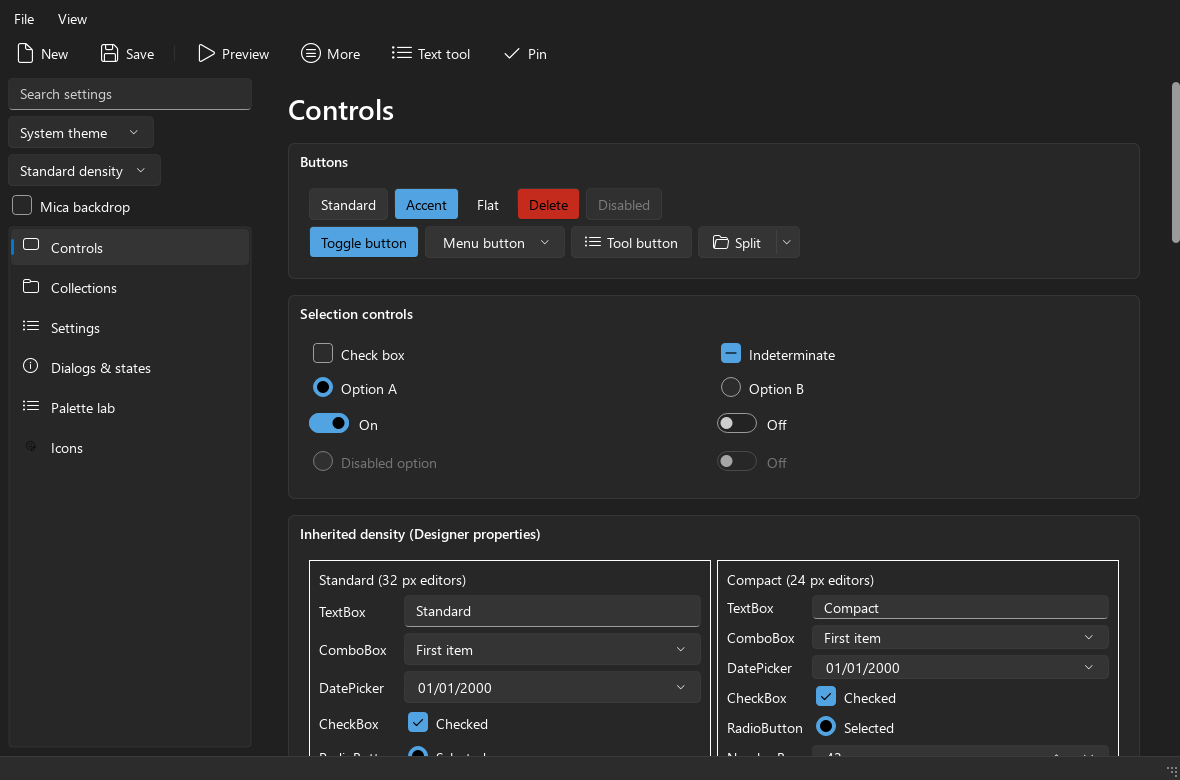 File View
New Save Preview More Text tool Pin
Search settings
System theme
Standard density
Mica backdrop
Controls
Collections
Settings
Dialogs & states
Palette lab
Icons
Controls
Buttons
Standard Accent Flat Delete Disabled
Toggle button Menu button Tool button Split
Selection controls
Check box Indeterminate
Option A Option B
On Off
Disabled option Off
Inherited density (Designer properties)
Standard (32 px editors)
TextBox Standard
ComboBox First item
DatePicker 01/01/2000
CheckBox Checked
Compact (24 px editors)
TextBox Compact
ComboBox First item
DatePicker 01/01/2000
CheckBox Checked
RadioButton Selected